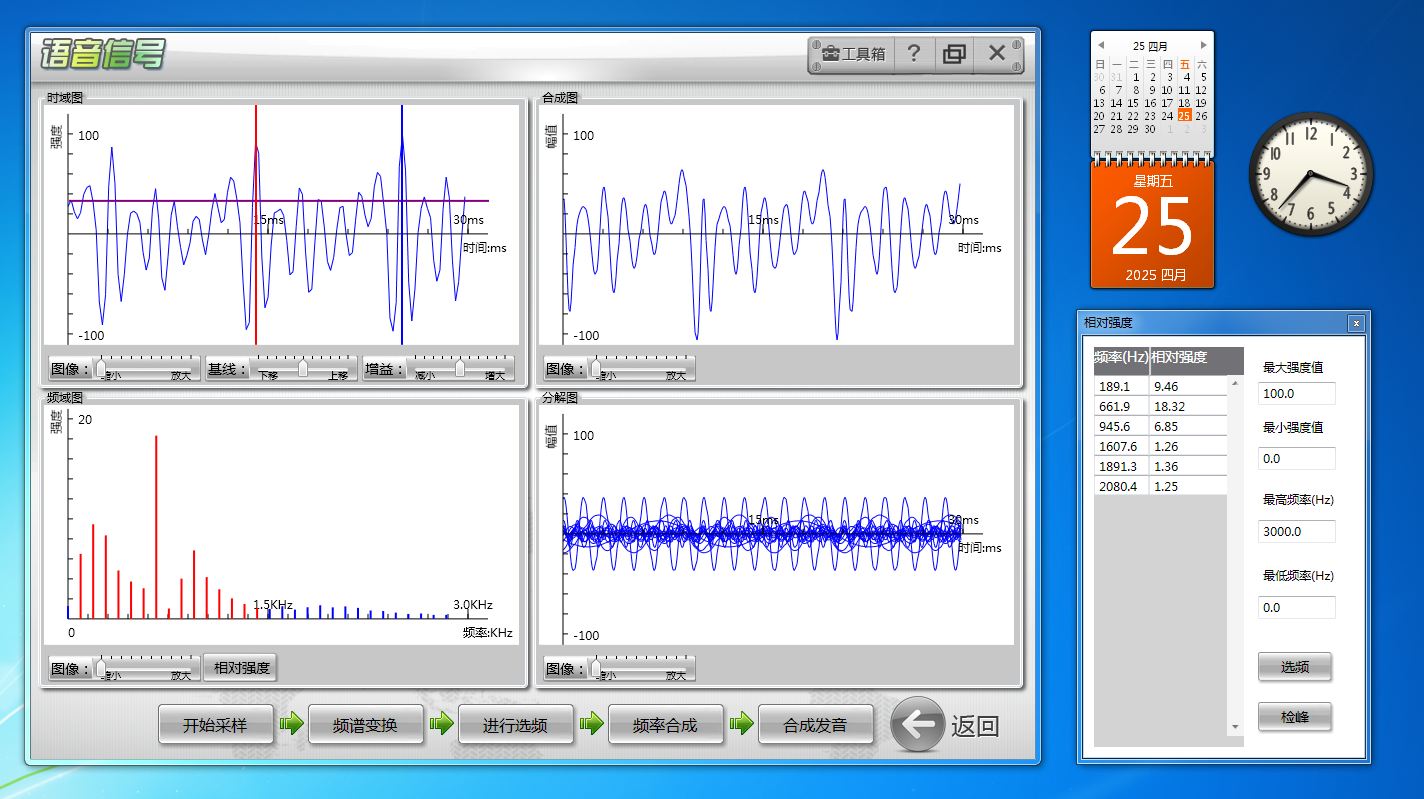 语音信号
工具箱 ?
时域图
强度
100
15ms
30ms
时间:ms
-100
图像： 缩小 放大
基线： 下移 上移
增益： 减小 增大
合成图
幅值
100
15ms
30ms
时间:ms
-100
图像： 缩小 放大
频域图
强度
20
1.5KHz
3.0KHz
0
频率:KHz
图像： 缩小 放大
相对强度
分解图
幅值
100
15ms
30ms
时间:ms
-100
图像： 缩小 放大
开始采样 频谱变换 进行选频 频率合成 合成发音 返回
25 四月
日 一 二 三 四 五 六
30 31 1 2 3 4 5
6 7 8 9 10 11 12
13 14 15 16 17 18 19
20 21 22 23 24 25 26
27 28 29 30 1 2 3
星期五
25
2025 四月
12 1 2 3 4 5 6 7 8 9 10 11
相对强度 x
频率(Hz) 相对强度
189.1 9.46
661.9 18.32
945.6 6.85
1607.6 1.26
1891.3 1.36
2080.4 1.25
最大强度值
100.0
最小强度值
0.0
最高频率(Hz)
3000.0
最低频率(Hz)
0.0
选频
检峰